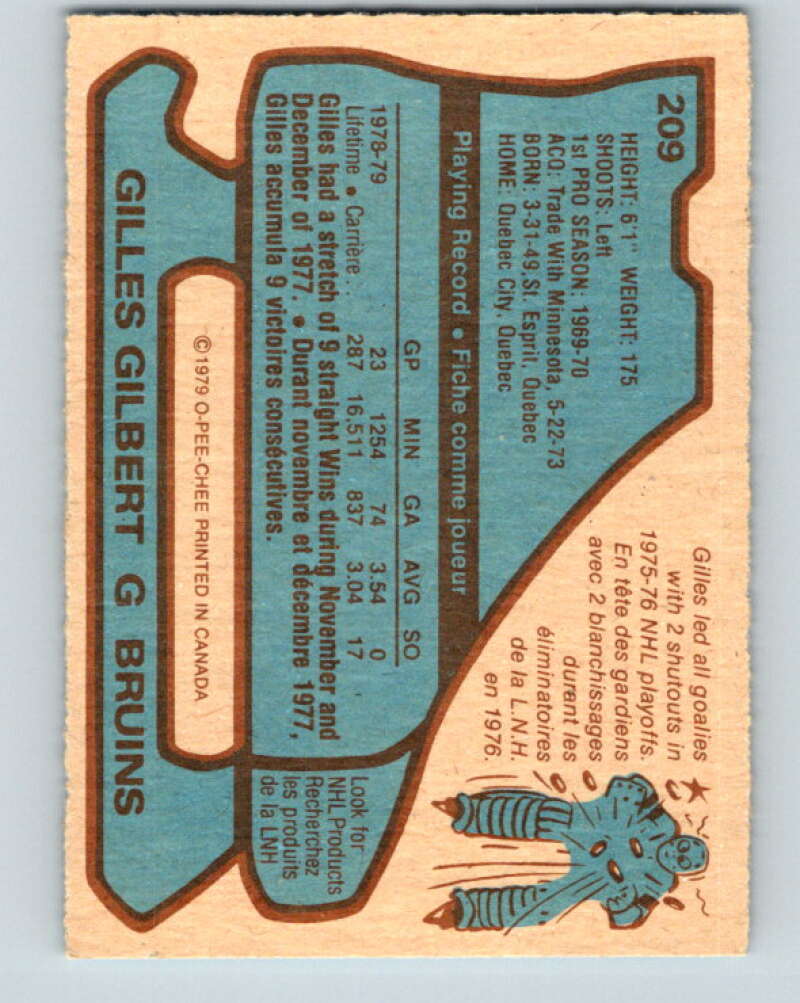 209
HEIGHT: 6'1" WEIGHT: 175
SHOOTS: Left
1st PRO SEASON: 1969-70
ACQ: Trade With Minnesota, 5-22-73
BORN: 3-31-49, St. Esprit, Quebec
HOME: Quebec City, Quebec
Playing Record • Fiche comme joueur
GP MIN GA AVG SO
1978-79 23 1254 74 3.54 0
Lifetime • Carrière . . 287 16,511 837 3.04 17
Gilles had a stretch of 9 straight Wins during November and
December of 1977. • Durant novembre et décembre 1977,
Gilles accumula 9 victoires consécutives.
Gilles led all goalies
with 2 shutouts in
1975-76 NHL playoffs.
En tête des gardiens
avec 2 blanchissages
durant les
éliminatoires
de la L.N.H.
en 1976.
Look for
NHL Products
Recherchez
les produits
de la LNH
©1979 O-PEE-CHEE PRINTED IN CANADA
GILLES GILBERT G BRUINS